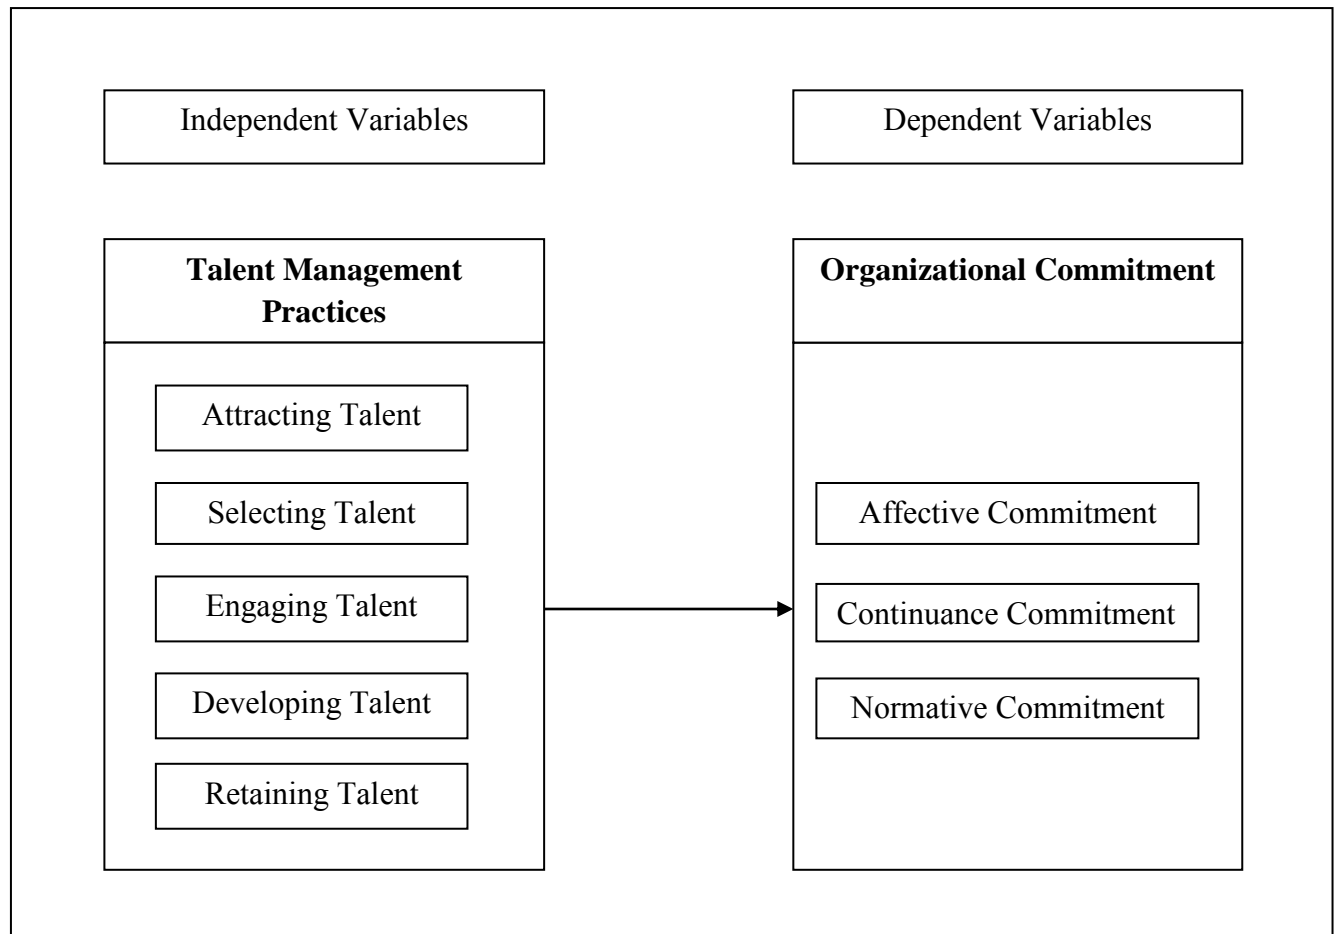 Independent Variables
Dependent Variables
Talent Management
Practices
Organizational Commitment
Attracting Talent
Selecting Talent
Engaging Talent
Developing Talent
Retaining Talent
Affective Commitment
Continuance Commitment
Normative Commitment